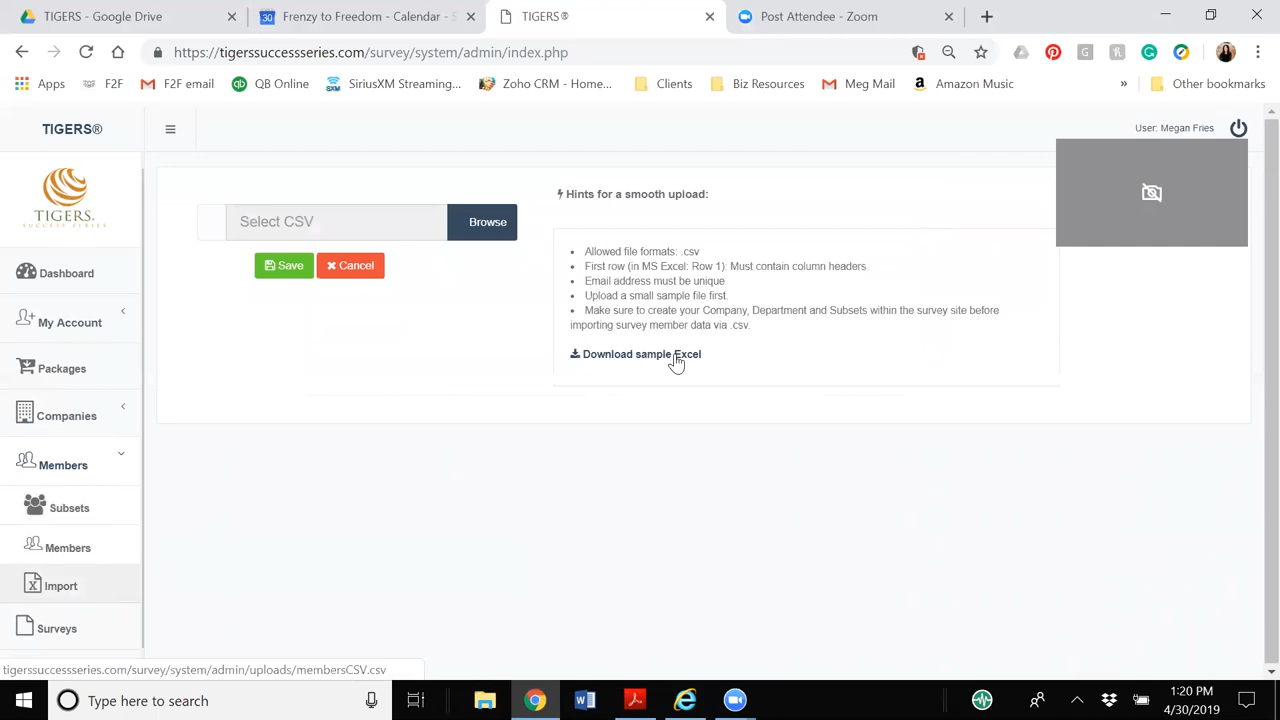 TIGERS - Google Drive
30
Frenzy to Freedom - Calendar - S
TIGERS®
Post Attendee - Zoom
https://tigerssuccessseries.com/survey/system/admin/index.php
Apps
F2F
F2F email
QB Online
SiriusXM Streaming...
Zoho CRM - Home...
Clients
Biz Resources
Meg Mail
Amazon Music
»
Other bookmarks
TIGERS®
User: Megan Fries
TIGERS
SUCCESS SERIES
Dashboard
My Account
Packages
Companies
Members
Subsets
Members
Import
Surveys
Select CSV
Browse
Save
Cancel
Hints for a smooth upload:
• Allowed file formats: .csv
• First row (in MS Excel: Row 1): Must contain column headers.
• Email address must be unique
• Upload a small sample file first.
• Make sure to create your Company, Department and Subsets within the survey site before
importing survey member data via .csv.
Download sample Excel
tigerssuccessseries.com/survey/system/admin/uploads/membersCSV.csv
Type here to search
1:20 PM
4/30/2019